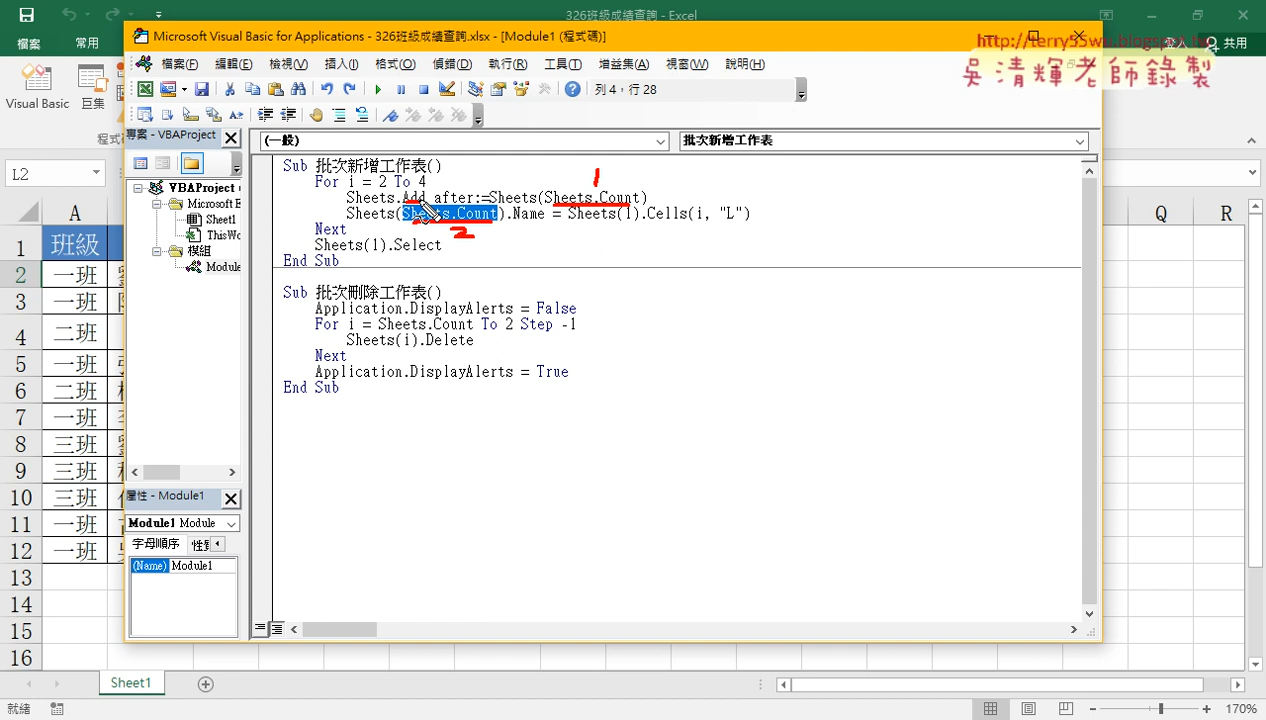 326班級成績查詢 - Excel
檔案
常用
登入
共用
http://terry55wu.blogspot.tw
吳清輝老師錄製
Visual Basic
巨集
L2
Microsoft Visual Basic for Applications - 326班級成績查詢.xlsx - [Module1 (程式碼)]
檔案(F) 編輯(E) 檢視(V) 插入(I) 格式(O) 偵錯(D) 執行(R) 工具(T) 增益集(A) 視窗(W) 說明(H)
列 4，行 28
專案 - VBAProject
VBAProject
Microsoft E
Sheet1
ThisWo
模組
Module
屬性 - Module1
Module1 Module
字母順序
(Name) Module1
(一般)
批次新增工作表
Sub 批次新增工作表()
For i = 2 To 4
Sheets.Add after:=Sheets(Sheets.Count)
Sheets(Sheets.Count).Name = Sheets(1).Cells(i, "L")
Next
Sheets(1).Select
End Sub
1
2
Sub 批次刪除工作表()
Application.DisplayAlerts = False
For i = Sheets.Count To 2 Step -1
Sheets(i).Delete
Next
Application.DisplayAlerts = True
End Sub
A
Q
R
1 班級
2 一班
3 一班
4 二班
5 一班
6 二班
7 一班
8 三班
9 三班
10 三班
11 一班
12 一班
13
14
15
16
Sheet1
就緒
170%